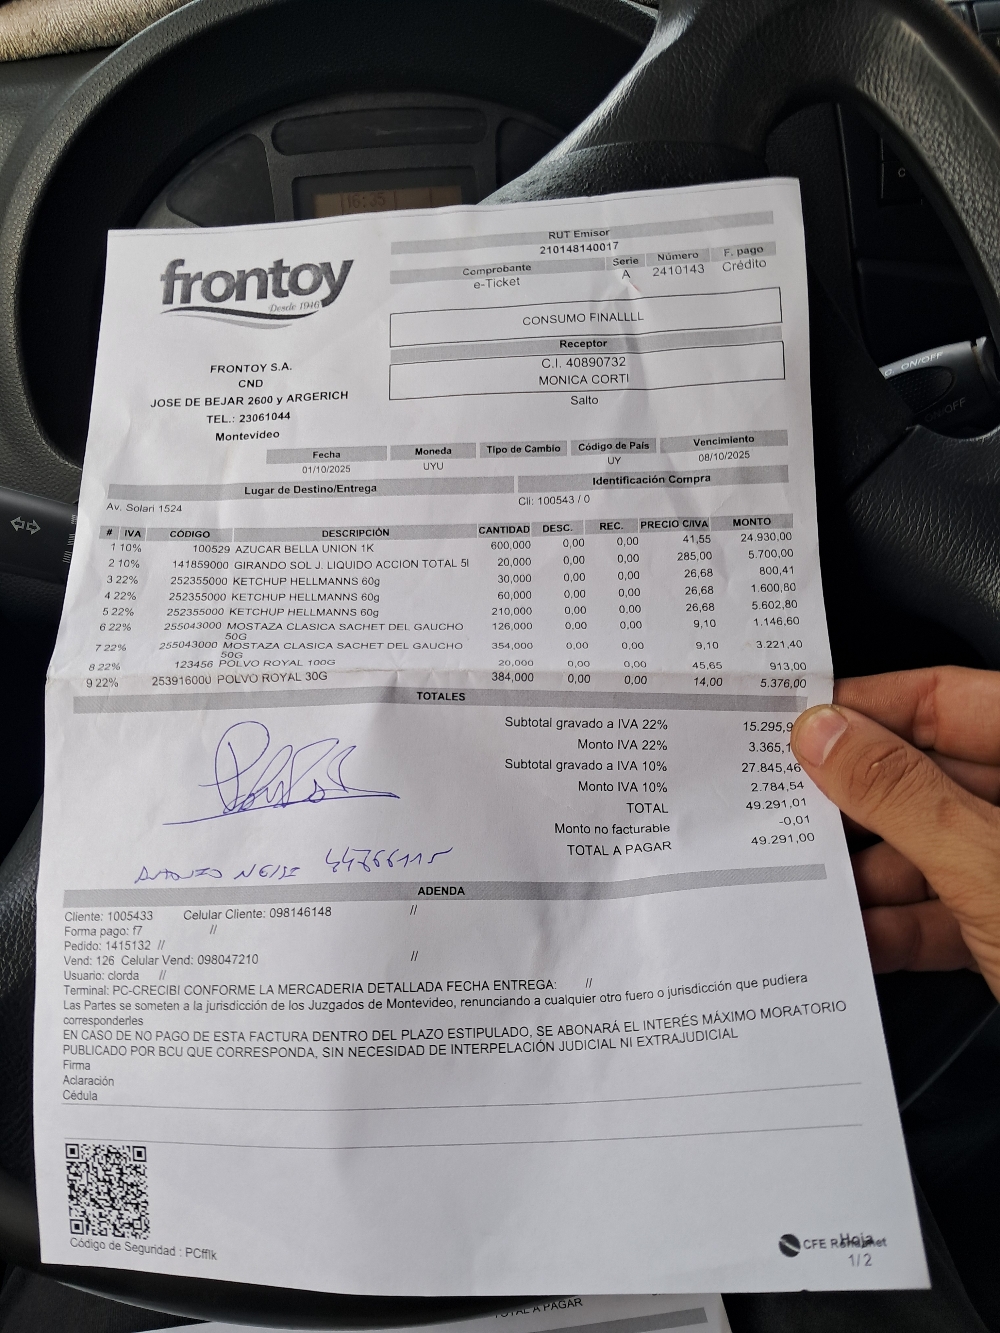 16:35
RUT Emisor
210148140017
Comprobante Serie Número F. pago
e-Ticket A 2410143 Crédito
frontoy
Desde 1946
CONSUMO FINALLLL
Receptor
C.I. 40890732
MONICA CORTI
Salto
FRONTOY S.A.
CND
JOSE DE BEJAR 2600 y ARGERICH
TEL.: 23061044
Montevideo
Fecha Moneda Tipo de Cambio Código de País Vencimiento
01/10/2025 UYU UY 08/10/2025
Lugar de Destino/Entrega Identificación Compra
Av. Solari 1524 Cli: 100543 / 0
# IVA CÓDIGO DESCRIPCIÓN CANTIDAD DESC. REC. PRECIO C/IVA MONTO
1 10% 100529 AZUCAR BELLA UNION 1K 600,000 0,00 0,00 41,55 24.930,00
2 10% 141859000 GIRANDO SOL J. LIQUIDO ACCION TOTAL 5l 20,000 0,00 0,00 285,00 5.700,00
3 22% 252355000 KETCHUP HELLMANNS 60g 30,000 0,00 0,00 26,68 800,41
4 22% 252355000 KETCHUP HELLMANNS 60g 60,000 0,00 0,00 26,68 1.600,80
5 22% 252355000 KETCHUP HELLMANNS 60g 210,000 0,00 0,00 26,68 5.602,80
6 22% 255043000 MOSTAZA CLASICA SACHET DEL GAUCHO 126,000 0,00 0,00 9,10 1.146,60
50G
7 22% 255043000 MOSTAZA CLASICA SACHET DEL GAUCHO 354,000 0,00 0,00 9,10 3.221,40
50G
8 22% 123456 POLVO ROYAL 100G 20,000 0,00 0,00 45,65 913,00
9 22% 253916000 POLVO ROYAL 30G 384,000 0,00 0,00 14,00 5.376,00
TOTALES
Subtotal gravado a IVA 22% 15.295,9
Monto IVA 22% 3.365,1
Subtotal gravado a IVA 10% 27.845,46
Monto IVA 10% 2.784,54
TOTAL 49.291,01
Monto no facturable -0,01
TOTAL A PAGAR 49.291,00
44766115
ADENDA
Cliente: 1005433 Celular Cliente: 098146148 //
Forma pago: f7 //
Pedido: 1415132 //
Vend: 126 Celular Vend: 098047210 //
Usuario: clorda //
Terminal: PC-CRECIBI CONFORME LA MERCADERIA DETALLADA FECHA ENTREGA: //
Las Partes se someten a la jurisdicción de los Juzgados de Montevideo, renunciando a cualquier otro fuero o jurisdicción que pudiera
corresponderles
EN CASO DE NO PAGO DE ESTA FACTURA DENTRO DEL PLAZO ESTIPULADO, SE ABONARÁ EL INTERÉS MÁXIMO MORATORIO
PUBLICADO POR BCU QUE CORRESPONDA, SIN NECESIDAD DE INTERPELACIÓN JUDICIAL NI EXTRAJUDICIAL
Firma
Aclaración
Cédula
Código de Seguridad : PCfflk
CFE
Hoja
1/2
TOTAL A PAGAR
ON/OFF
ON/OFF
C